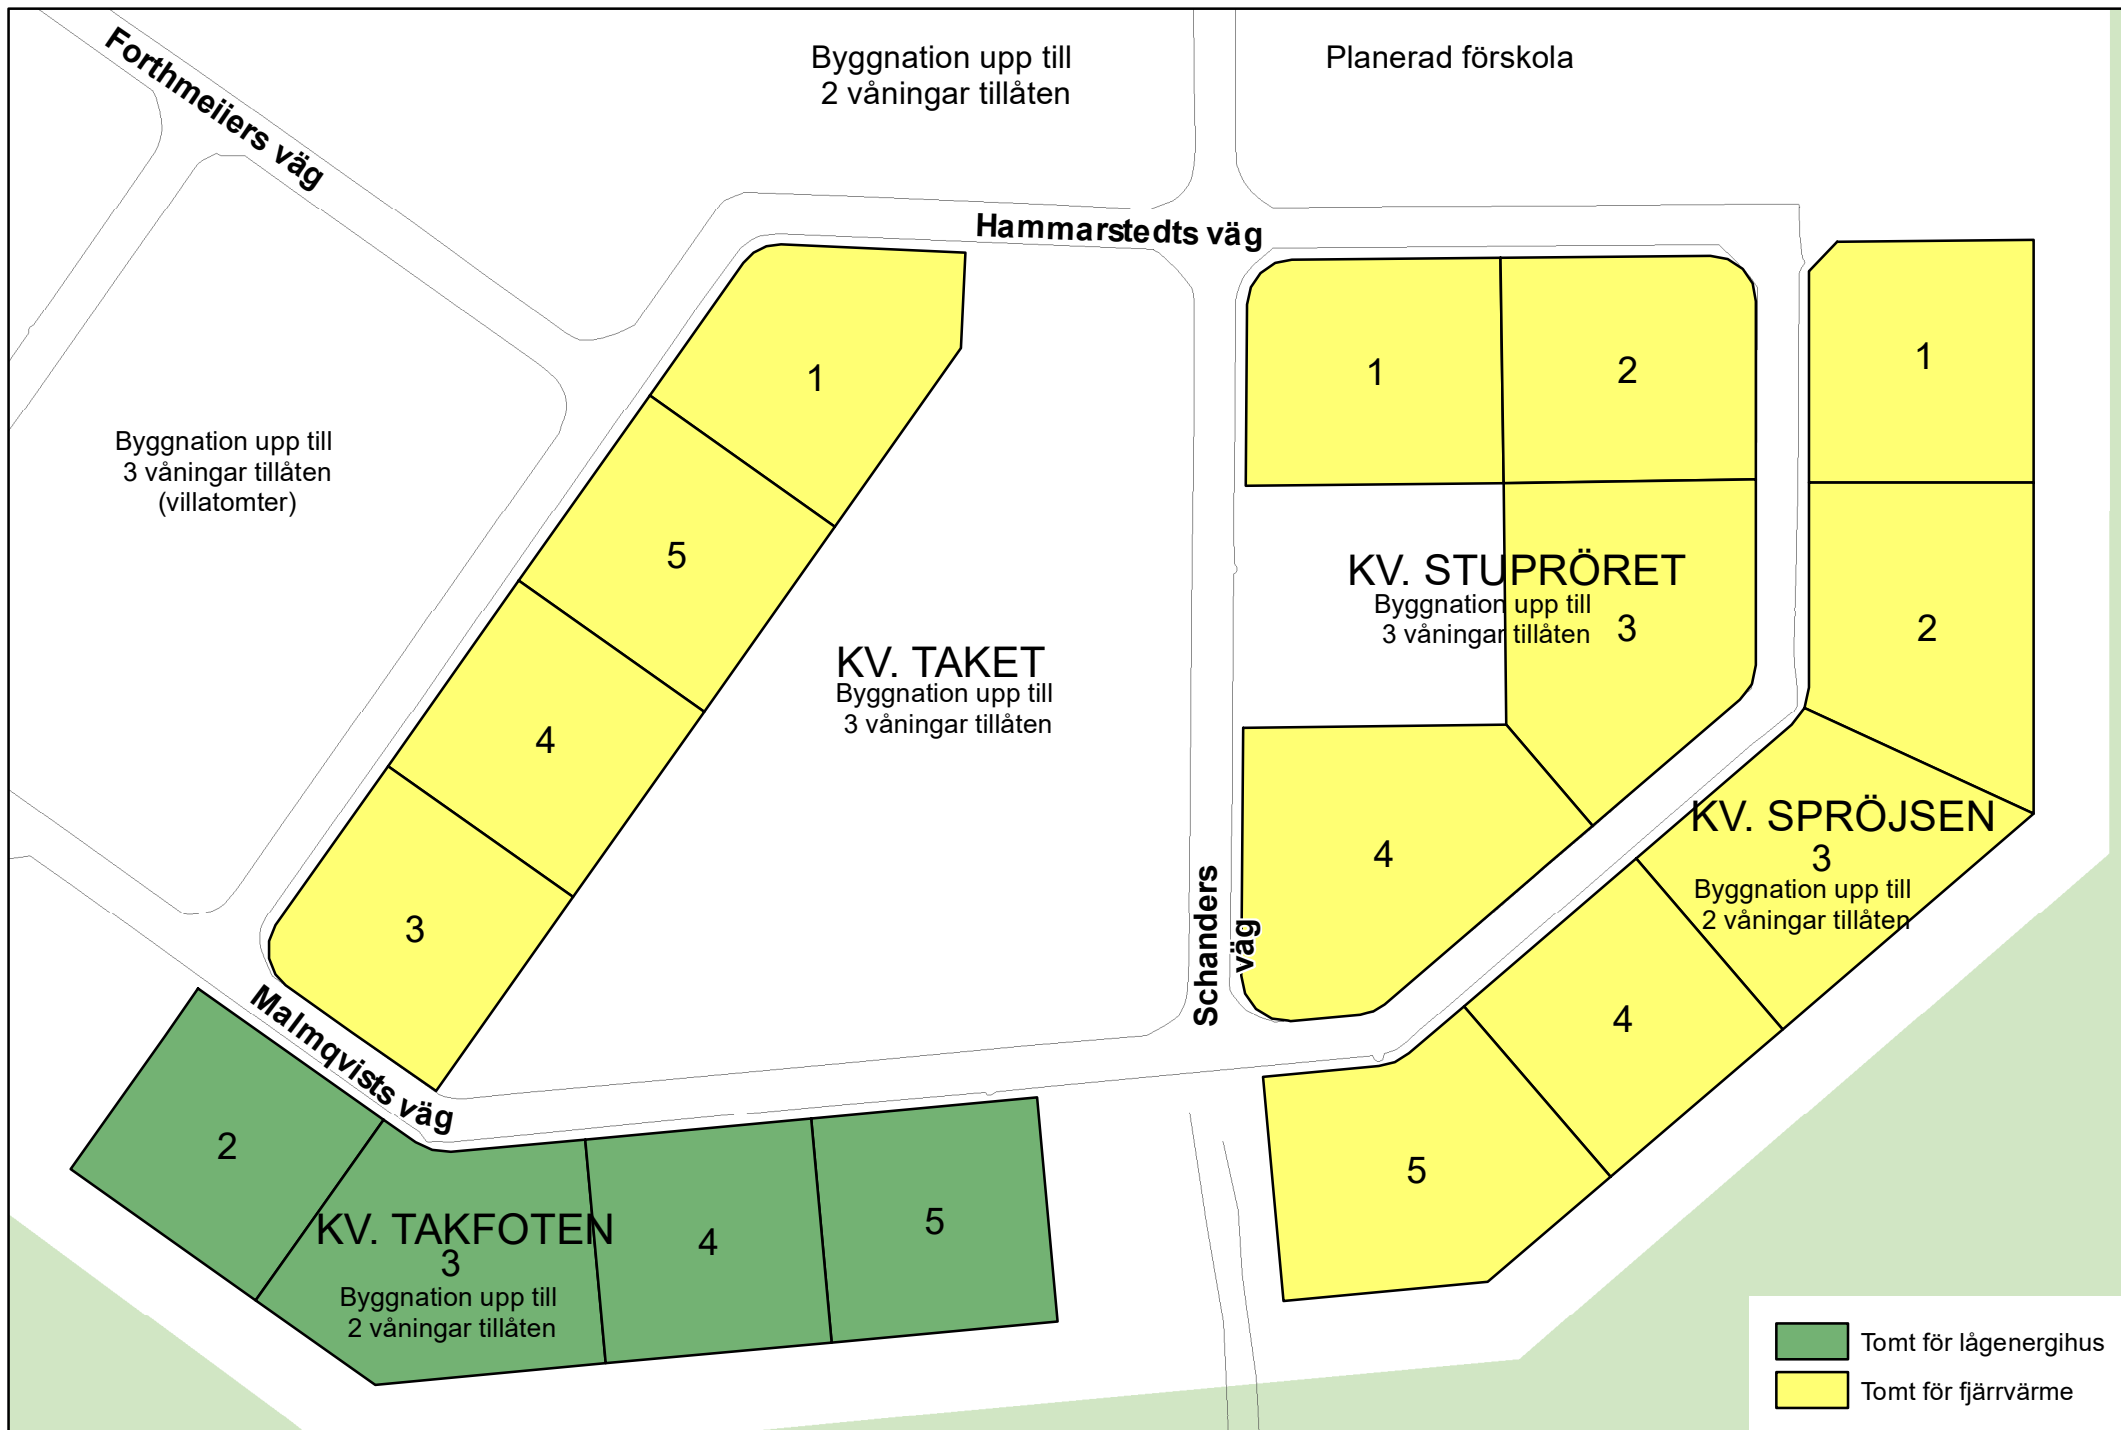 Forthmeiiers väg
Byggnation upp till
2 våningar tillåten
Planerad förskola
Hammarstedts väg
1
1
2
1
Byggnation upp till
3 våningar tillåten
(villatomter)
5
KV. STUPRÖRET
Byggnation upp till
3 våningar tillåten
3
2
KV. TAKET
Byggnation upp till
3 våningar tillåten
4
KV. SPRÖJSEN
3
Byggnation upp till
2 våningar tillåten
4
3
Schanders
väg
4
Malmqvists väg
2
5
KV. TAKFOTEN
3
Byggnation upp till
2 våningar tillåten
4
5
Tomt för lågenergihus
Tomt för fjärrvärme